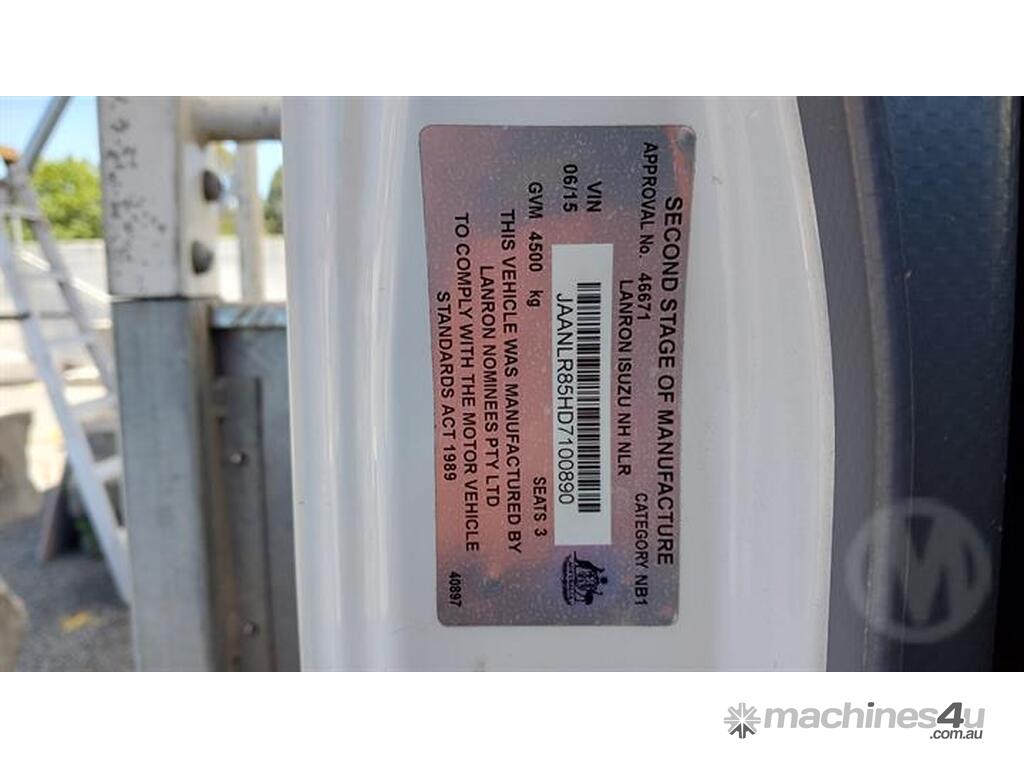 SECOND STAGE OF MANUFACTURE
APPROVAL No. 46671 CATEGORY NB1
LANRON ISUZU NH NLR
VIN
JAANLR85HD7100890
06/15
GVM 4500 kg SEATS 3
THIS VEHICLE WAS MANUFACTURED BY
LANRON NOMINEES PTY LTD
TO COMPLY WITH THE MOTOR VEHICLE
STANDARDS ACT 1989
40897
M
machines4u
.com.au